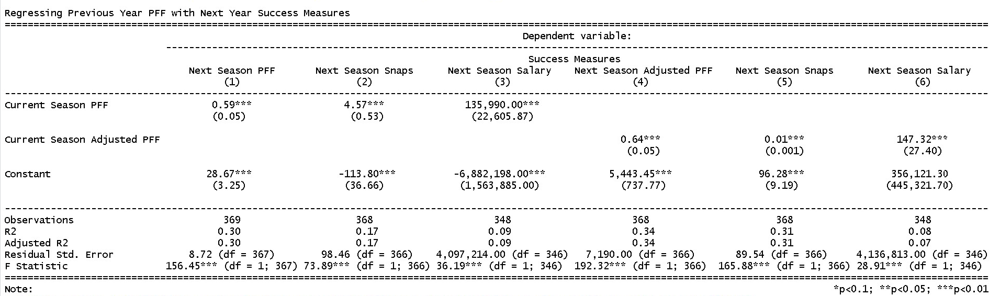 Regressing Previous Year PFF with Next Year Success Measures
Dependent variable:
Success Measures
Next Season PFF Next Season Snaps Next Season Salary Next Season Adjusted PFF Next Season Snaps Next Season Salary
(1) (2) (3) (4) (5) (6)
Current Season PFF 0.59*** 4.57*** 135,990.00***
(0.05) (0.53) (22,605.87)
Current Season Adjusted PFF 0.64*** 0.01*** 147.32***
(0.05) (0.001) (27.40)
Constant 28.67*** -113.80*** -6,882,198.00*** 5,443.45*** 96.28*** 356,121.30
(3.25) (36.66) (1,563,885.00) (737.77) (9.19) (445,321.70)
Observations 369 368 348 368 368 348
R2 0.30 0.17 0.09 0.34 0.31 0.08
Adjusted R2 0.30 0.17 0.09 0.34 0.31 0.07
Residual Std. Error 8.72 (df = 367) 98.46 (df = 366) 4,097,214.00 (df = 346) 7,190.00 (df = 366) 89.54 (df = 366) 4,136,813.00 (df = 346)
F Statistic 156.45*** (df = 1; 367) 73.89*** (df = 1; 366) 36.19*** (df = 1; 346) 192.32*** (df = 1; 366) 165.88*** (df = 1; 366) 28.91*** (df = 1; 346)
Note: *p<0.1; **p<0.05; ***p<0.01